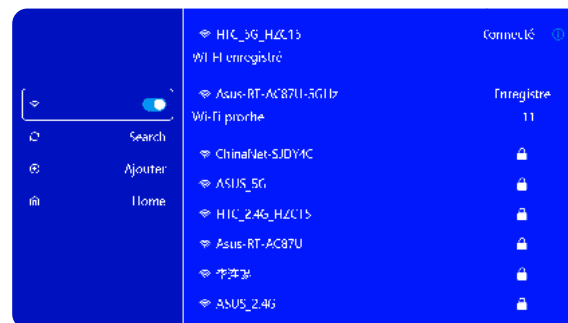 HTC_5G_HZC15 Connecté
Wi-Fi enregistré
Asus-RT-AC87U-5GHz Enregistre
Wi-Fi proche 11
Search
ChinaNet-SJDY4C
Ajouter
ASUS_5G
Home
HTC_2.4G_HZC15
Asus-RT-AC87U
ASUS_2.4G